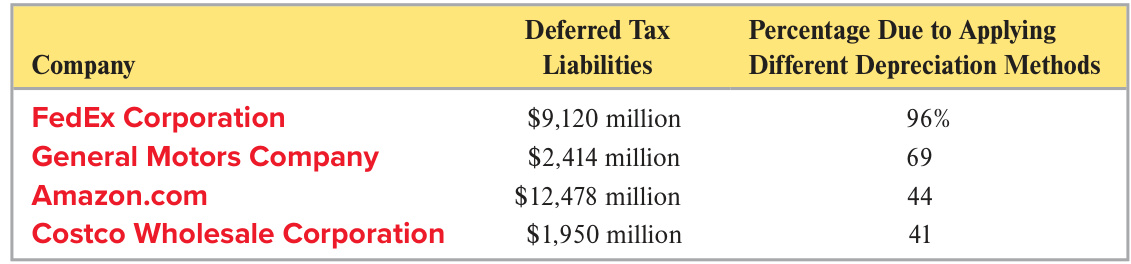 Deferred Tax Percentage Due to Applying
Company Liabilities Different Depreciation Methods
FedEx Corporation $9,120 million 96%
General Motors Company $2,414 million 69
Amazon.com $12,478 million 44
Costco Wholesale Corporation $1,950 million 41